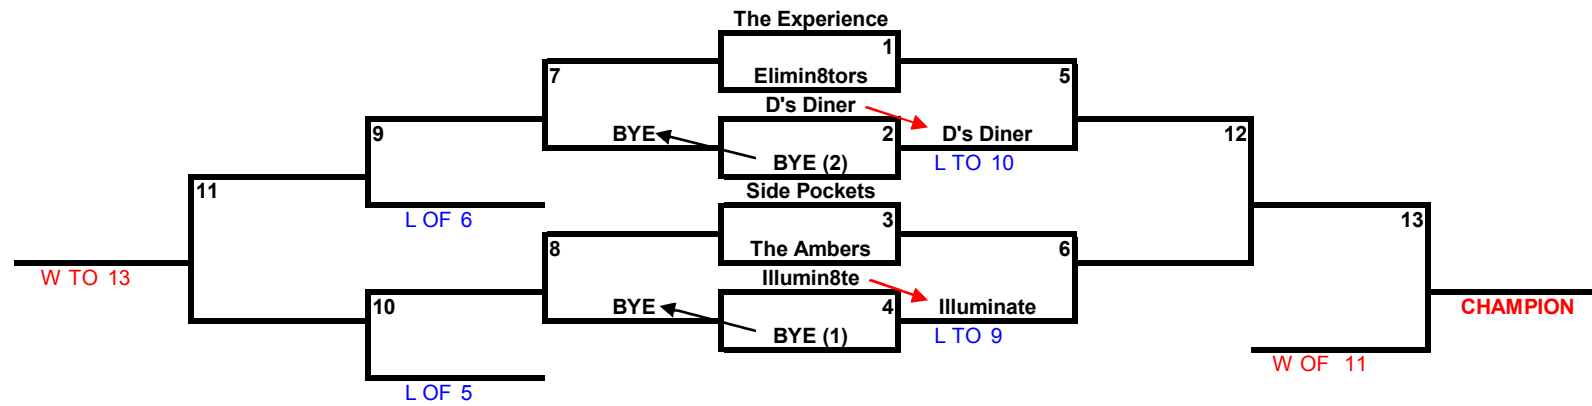 The Experience
1
7
Elimin8tors
5
D's Diner
9
BYE
2
D's Diner
12
BYE (2)
L TO 10
11
Side Pockets
L OF 6
3
13
8
The Ambers
6
W TO 13
Illumin8te
10
BYE
4
Illuminate
CHAMPION
BYE (1)
L TO 9
W OF 11
L OF 5